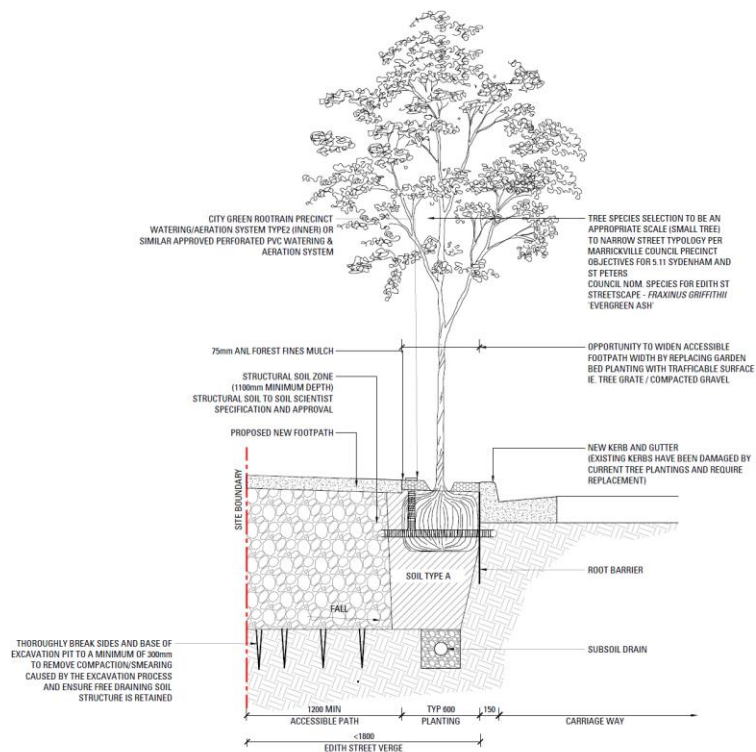 CITY GREEN ROOTRAIN PRECINCT
WATERING/AERATION SYSTEM TYPE2 (INNER) OR
SIMILAR APPROVED PERFORATED PVC WATERING &
AERATION SYSTEM
TREE SPECIES SELECTION TO BE AN
APPROPRIATE SCALE (SMALL TREE)
TO NARROW STREET TYPOLOGY PER
MARRICKVILLE COUNCIL PRECINCT
OBJECTIVES FOR 5.11 SYDENHAM AND
ST PETERS
COUNCIL NOM. SPECIES FOR EDITH ST
STREETSCAPE - FRAXINUS GRIFFITHII
'EVERGREEN ASH'
75mm ANL FOREST FINES MULCH
OPPORTUNITY TO WIDEN ACCESSIBLE
FOOTPATH WIDTH BY REPLACING GARDEN
BED PLANTING WITH TRAFFICABLE SURFACE
IE. TREE GRATE / COMPACTED GRAVEL
STRUCTURAL SOIL ZONE
(1100mm MINIMUM DEPTH)
STRUCTURAL SOIL TO SOIL SCIENTIST
SPECIFICATION AND APPROVAL
PROPOSED NEW FOOTPATH
NEW KERB AND GUTTER
(EXISTING KERBS HAVE BEEN DAMAGED BY
CURRENT TREE PLANTINGS AND REQUIRE
REPLACEMENT)
SITE BOUNDARY
SOIL TYPE A
ROOT BARRIER
FALL
THOROUGHLY BREAK SIDES AND BASE OF
EXCAVATION PIT TO A MINIMUM OF 300mm
TO REMOVE COMPACTION/SMEARING
CAUSED BY THE EXCAVATION PROCESS
AND ENSURE FREE DRAINING SOIL
STRUCTURE IS RETAINED
SUBSOIL DRAIN
1200 MIN
ACCESSIBLE PATH
TYP 600
PLANTING
150
CARRIAGE WAY
<1800
EDITH STREET VERGE